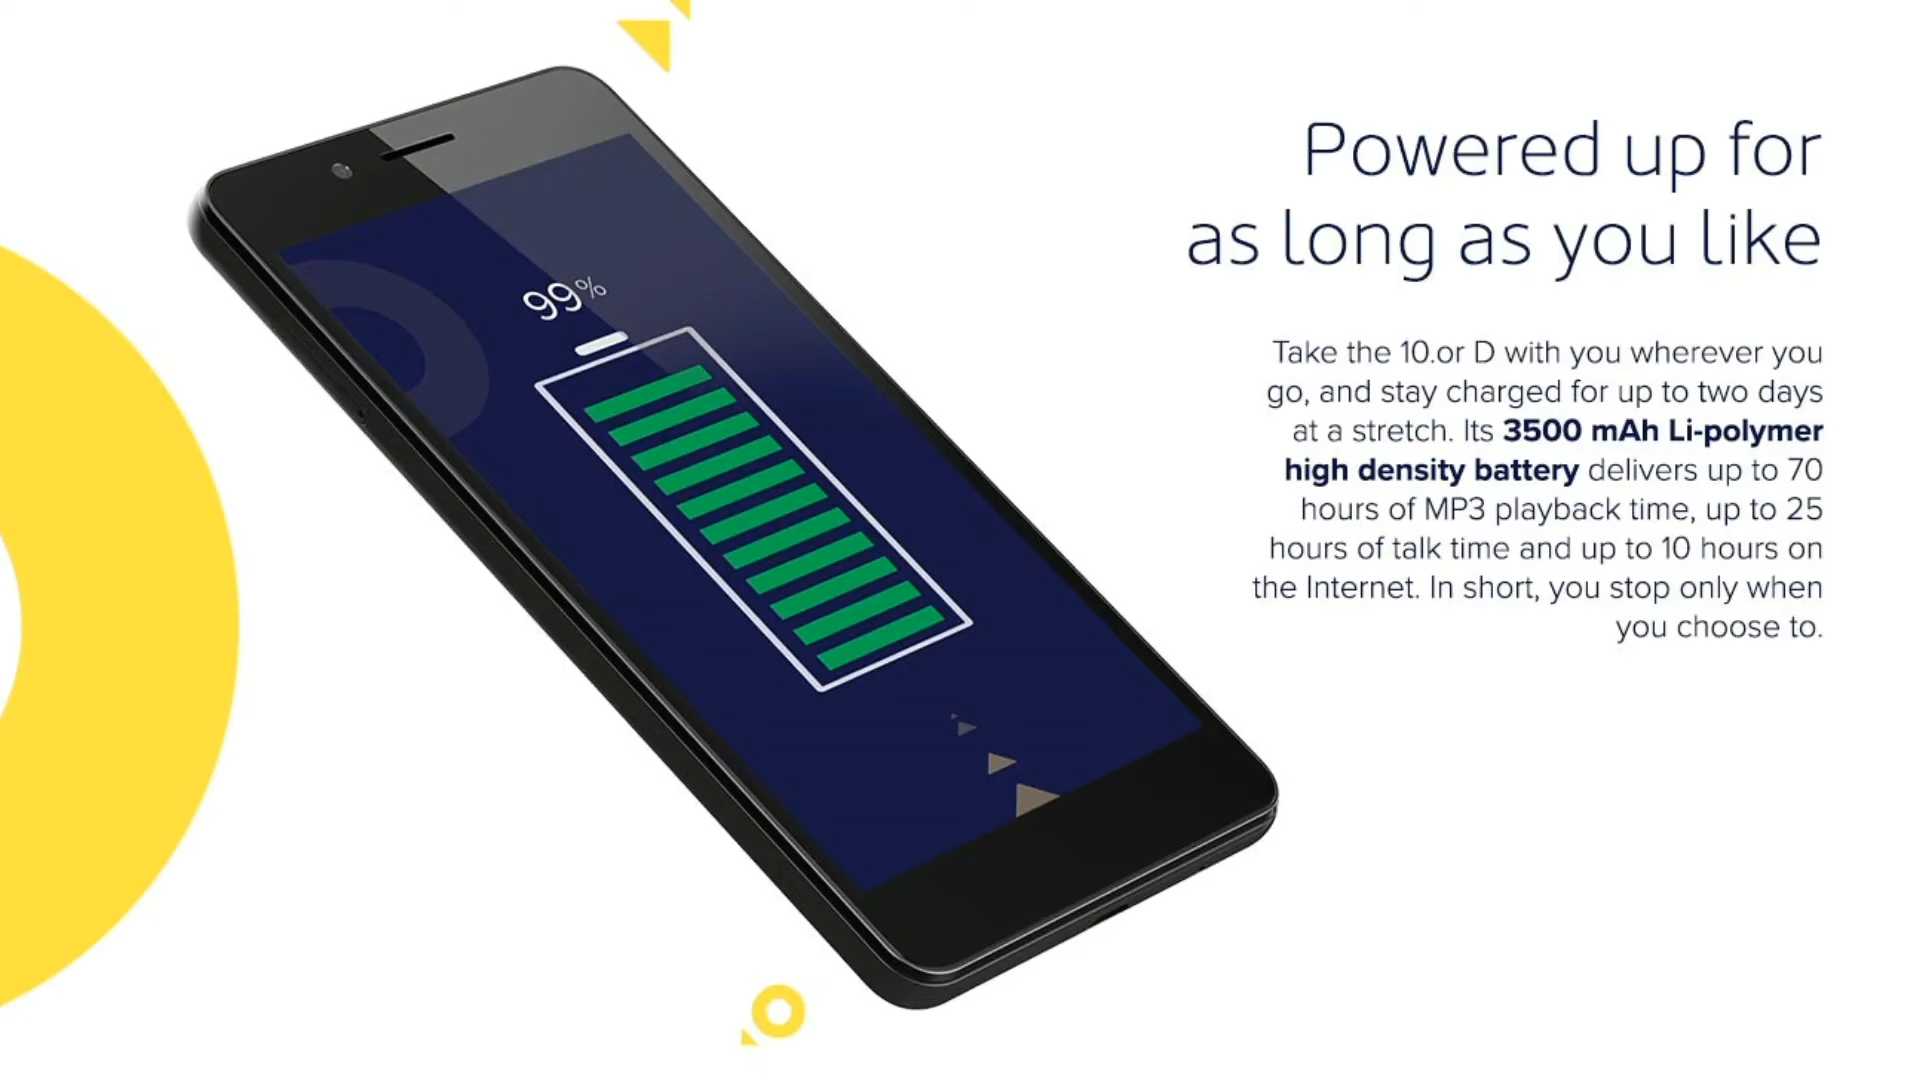 99%
Powered up for
as long as you like
Take the 10.or D with you wherever you
go, and stay charged for up to two days
at a stretch. Its 3500 mAh Li-polymer
high density battery delivers up to 70
hours of MP3 playback time, up to 25
hours of talk time and up to 10 hours on
the Internet. In short, you stop only when
you choose to.